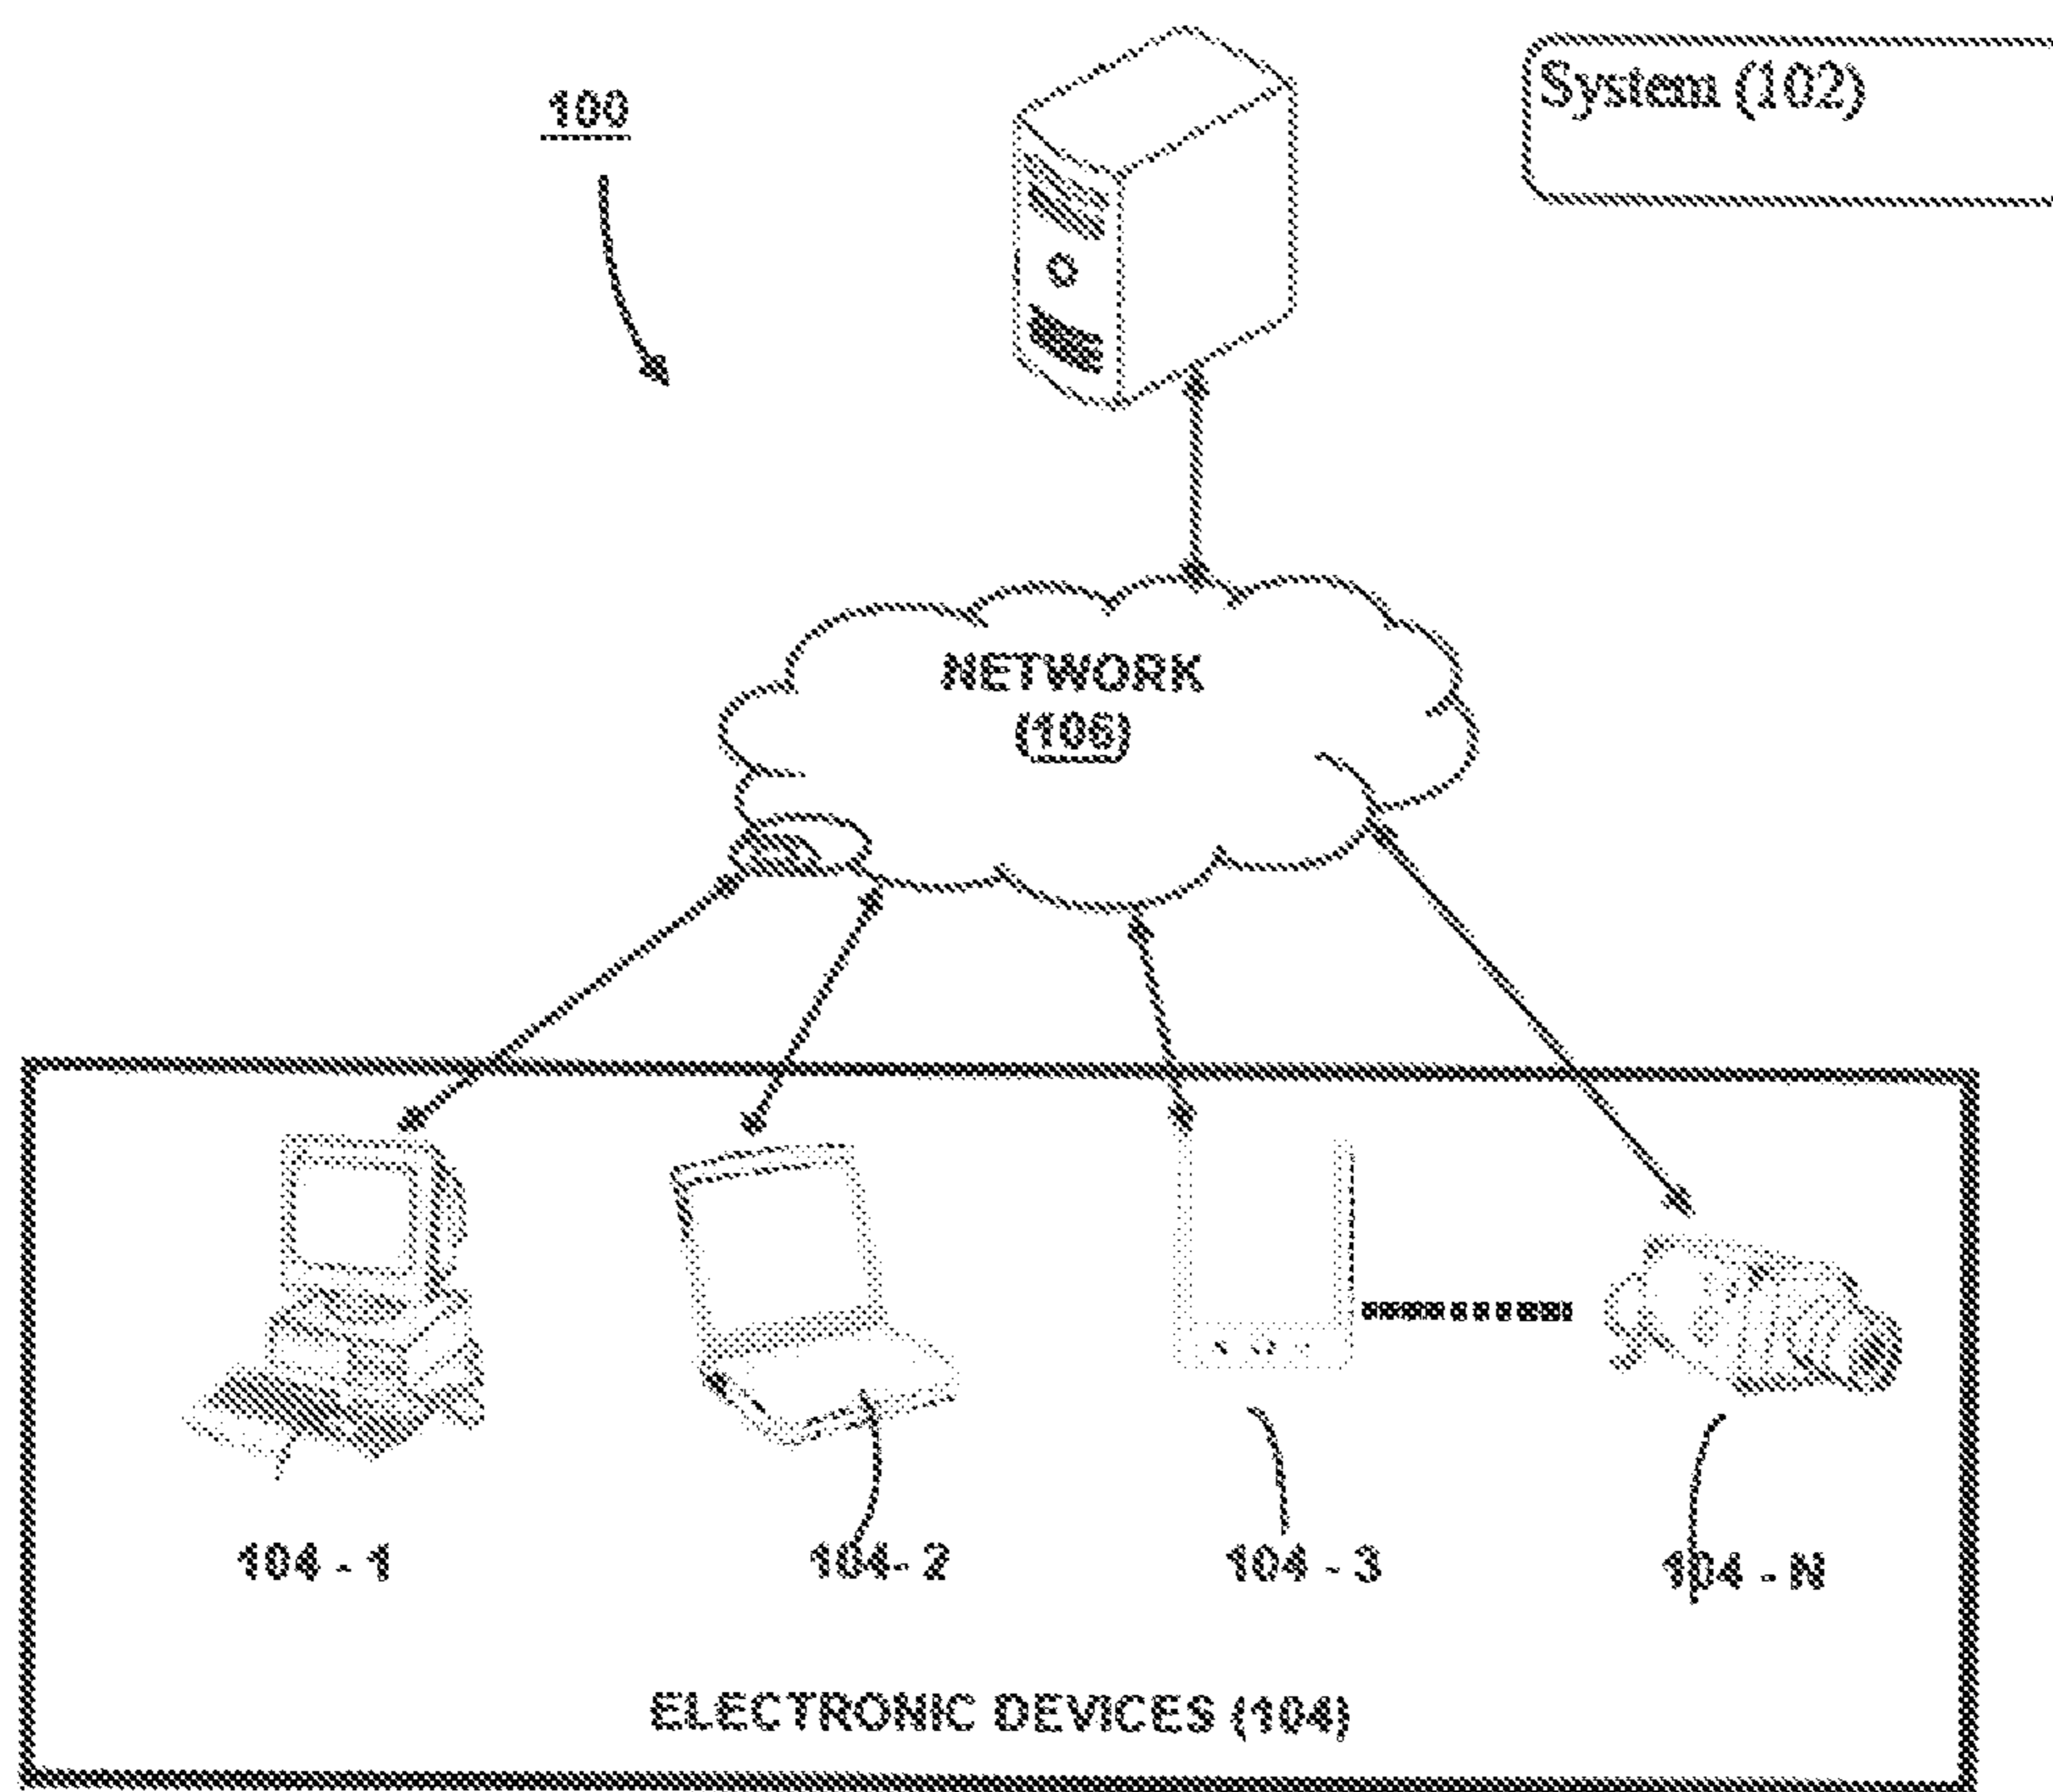 100
System (102)
NETWORK
(106)
104 - 1
104- 2
104 - 3
104 - N
ELECTRONIC DEVICES (104)